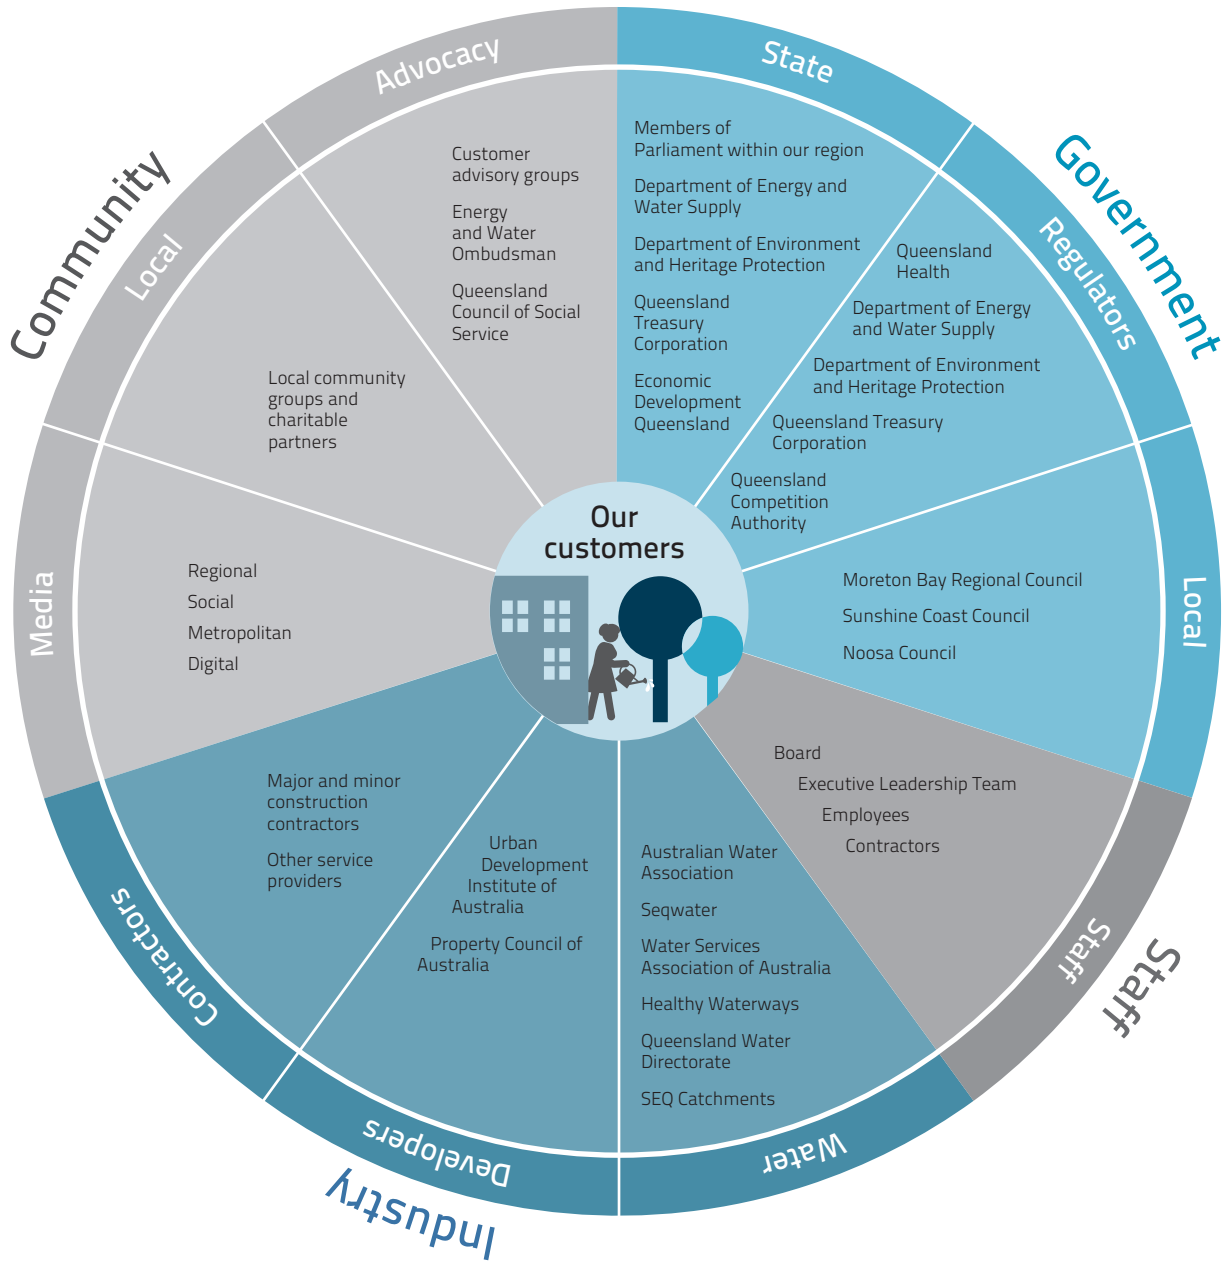 Our
customers
Government
State
Members of
Parliament within our region
Department of Energy and
Water Supply
Department of Environment
and Heritage Protection
Queensland
Treasury
Corporation
Economic
Development
Queensland
Regulators
Queensland
Health
Department of Energy
and Water Supply
Department of Environment
and Heritage Protection
Queensland Treasury
Corporation
Queensland
Competition
Authority
Local
Moreton Bay Regional Council
Sunshine Coast Council
Noosa Council
Staff
Staff
Board
Executive Leadership Team
Employees
Contractors
Industry
Water
Australian Water
Association
Seqwater
Water Services
Association of Australia
Healthy Waterways
Queensland Water
Directorate
SEQ Catchments
Developers
Urban
Development
Institute of
Australia
Property Council of
Australia
Contractors
Major and minor
construction
contractors
Other service
providers
Community
Media
Regional
Social
Metropolitan
Digital
Local
Local community
groups and
charitable
partners
Advocacy
Customer
advisory groups
Energy
and Water
Ombudsman
Queensland
Council of Social
Service